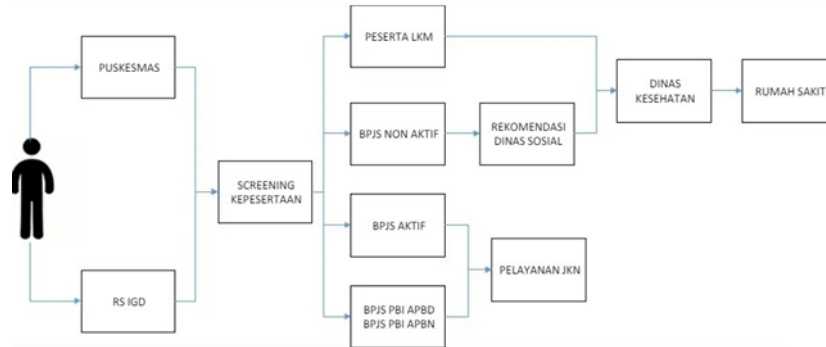 PUSKESMAS
RS IGD
SCREENING
KEPESERTAAN
PESERTA LKM
BPJS NON AKTIF
BPJS AKTIF
BPJS PBI APBD
BPJS PBI APBN
REKOMENDASI
DINAS SOSIAL
PELAYANAN JKN
DINAS
KESEHATAN
RUMAH SAKIT